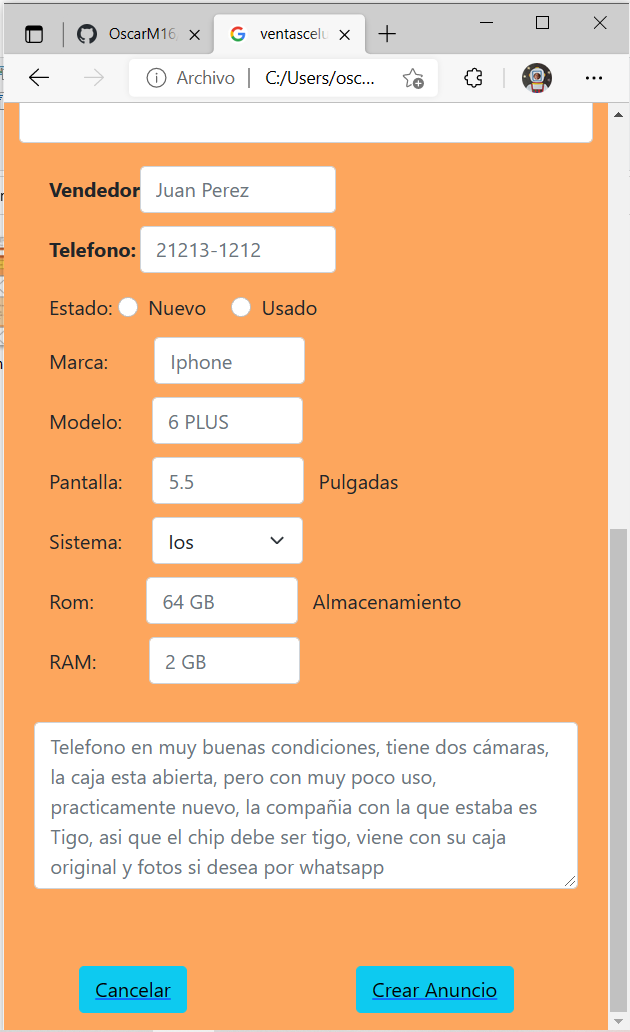 OscarM16
ventascelu
Archivo | C:/Users/osc...
Vendedor Juan Perez
Telefono: 21213-1212
Estado: Nuevo Usado
Marca: Iphone
Modelo: 6 PLUS
Pantalla: 5.5 Pulgadas
Sistema: Ios
Rom: 64 GB Almacenamiento
RAM: 2 GB
Telefono en muy buenas condiciones, tiene dos cámaras,
la caja esta abierta, pero con muy poco uso,
practicamente nuevo, la compañia con la que estaba es
Tigo, asi que el chip debe ser tigo, viene con su caja
original y fotos si desea por whatsapp
Cancelar Crear Anuncio